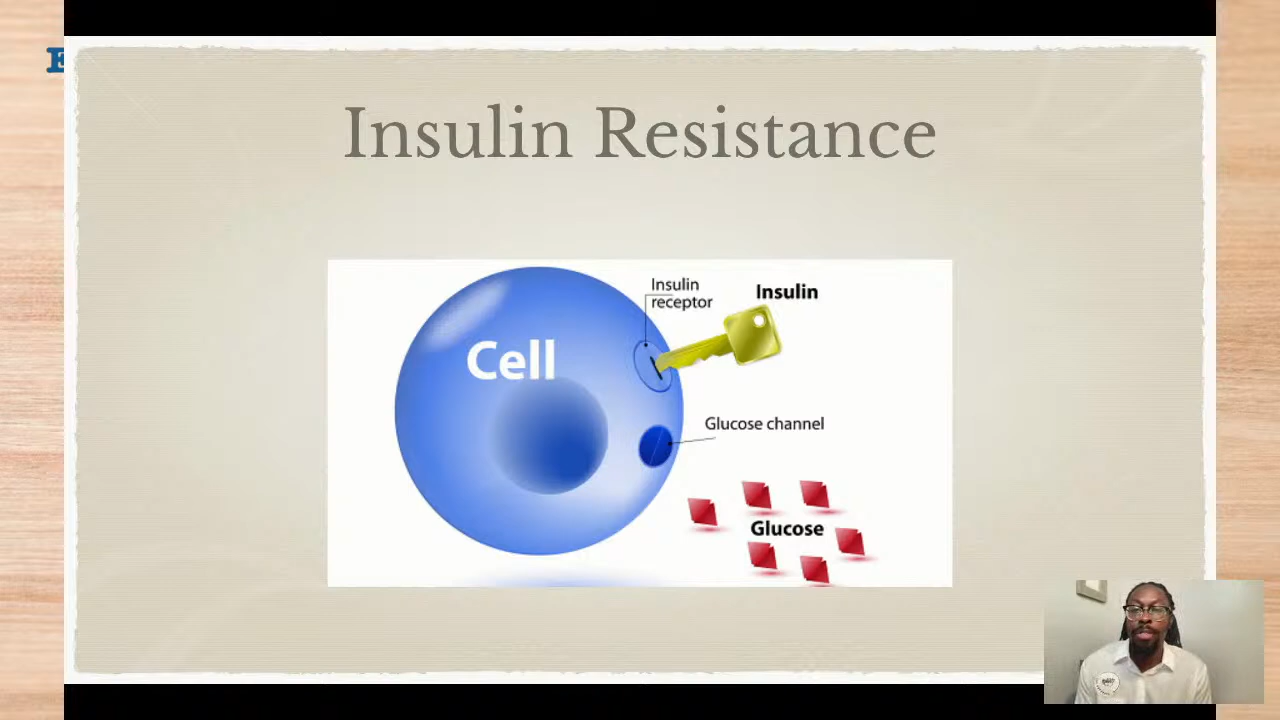 E
Insulin Resistance
Insulin
receptor
Insulin
Cell
Glucose channel
Glucose